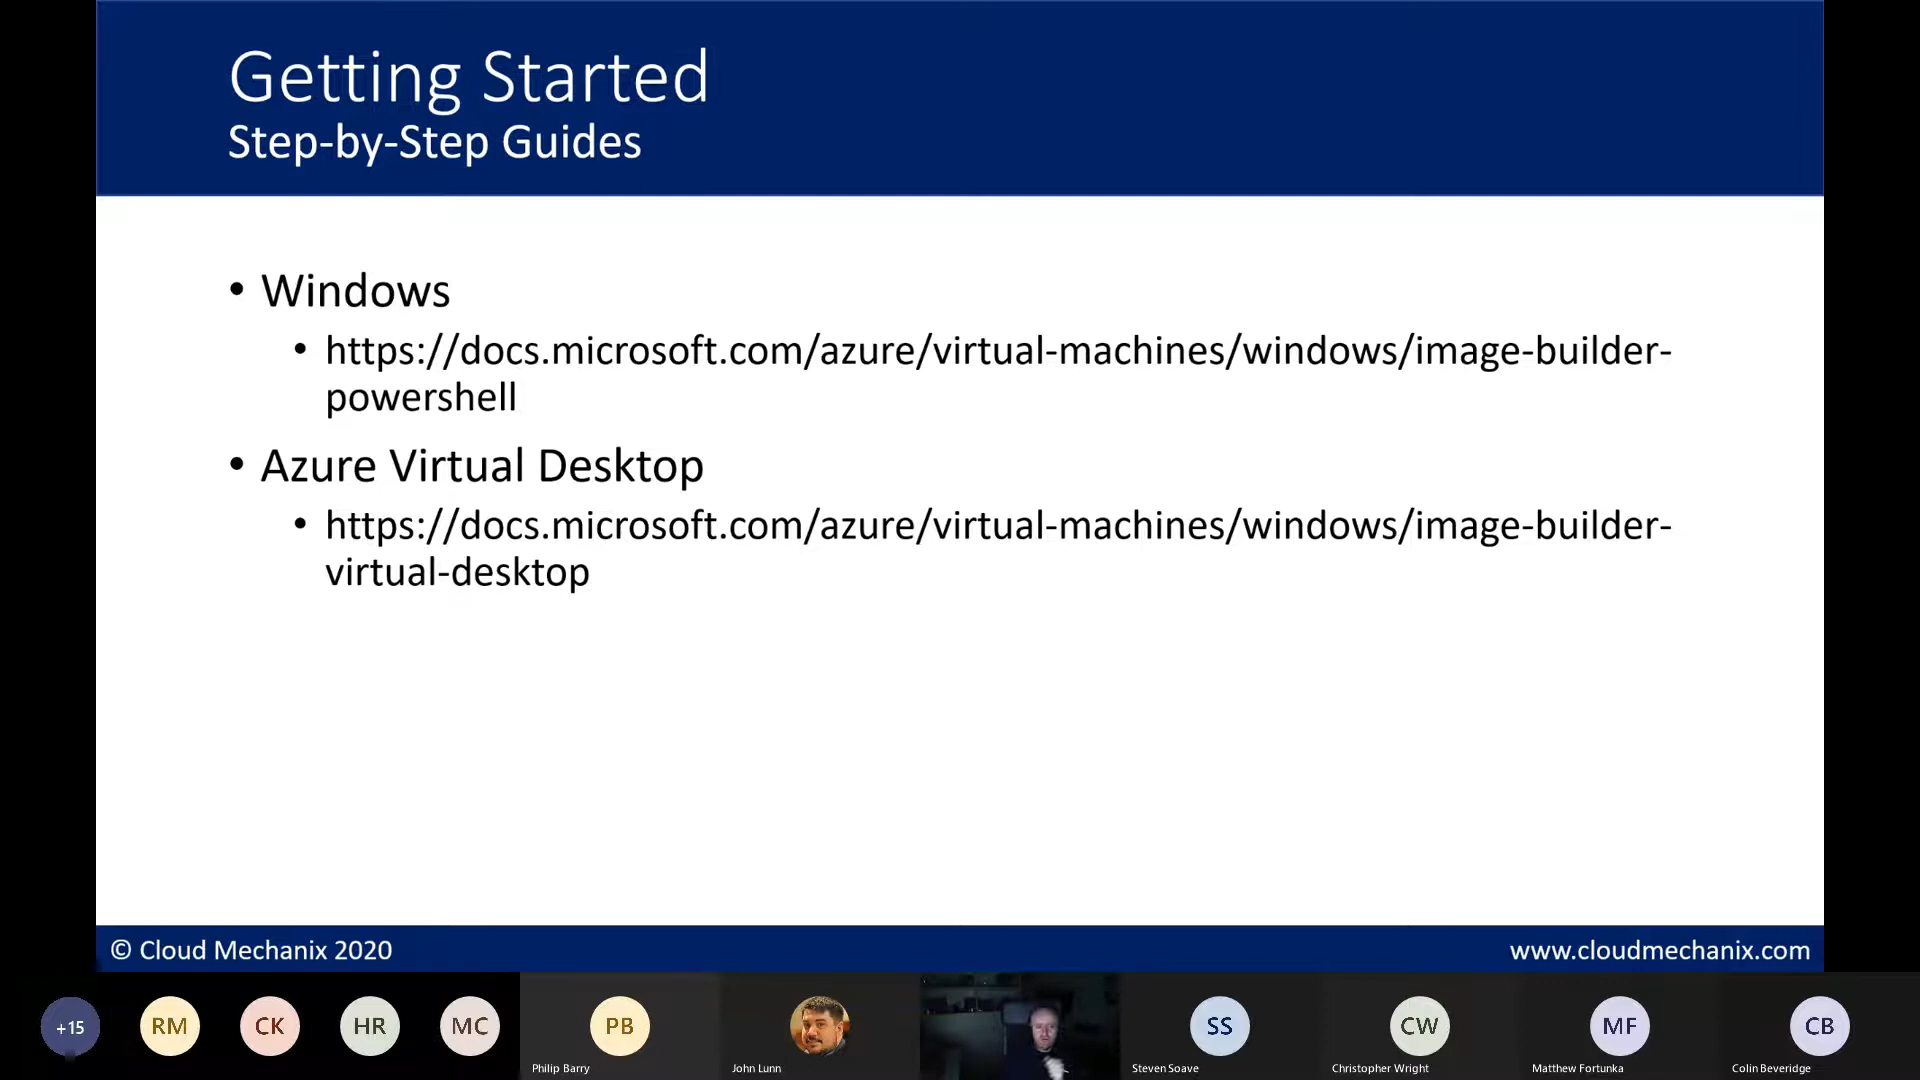 Getting Started
Step-by-Step Guides
• Windows
• https://docs.microsoft.com/azure/virtual-machines/windows/image-builder-
powershell
• Azure Virtual Desktop
• https://docs.microsoft.com/azure/virtual-machines/windows/image-builder-
virtual-desktop
© Cloud Mechanix 2020
www.cloudmechanix.com
+15
RM
CK
HR
MC
PB
SS
CW
MF
CB
Philip Barry
John Lunn
Steven Soave
Christopher Wright
Matthew Fortunka
Colin Beveridge